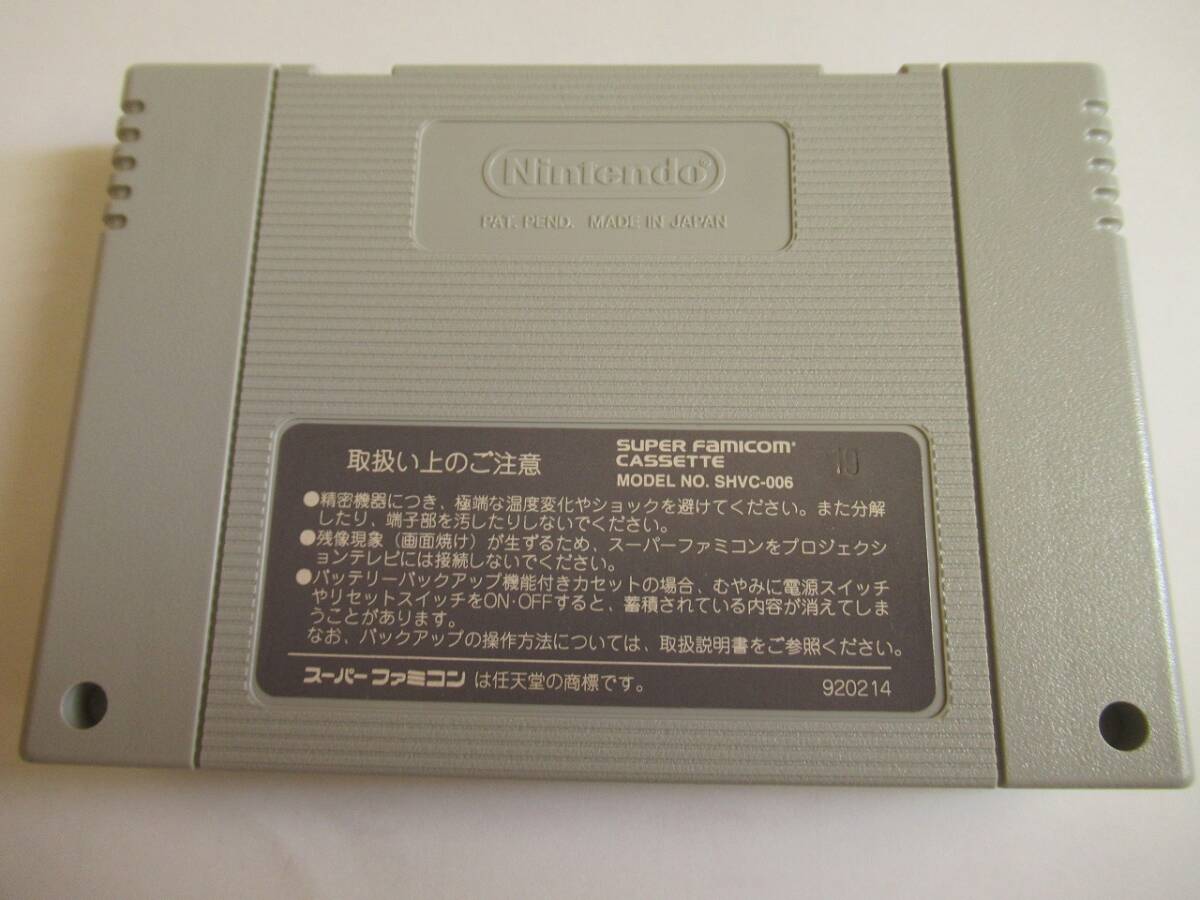 Nintendo®
PAT. PEND. MADE IN JAPAN
取扱い上のご注意
SUPER FAMICOM
CASSETTE
MODEL NO. SHVC-006
19
●精密機器につき、極端な温度変化やショックを避けてください。また分解
したり、端子部を汚したりしないでください。
●残像現象(画面焼け)が生ずるため、スーパーファミコンをプロジェクシ
ョンテレビには接続しないでください。
●バッテリーバックアップ機能付きカセットの場合、むやみに電源スイッチ
やリセットスイッチをON·OFFすると、蓄積されている内容が消えてしま
うことがあります。
なお、バックアップの操作方法については、取扱説明書をご参照ください。
スーパーファミコン は任天堂の商標です。
920214